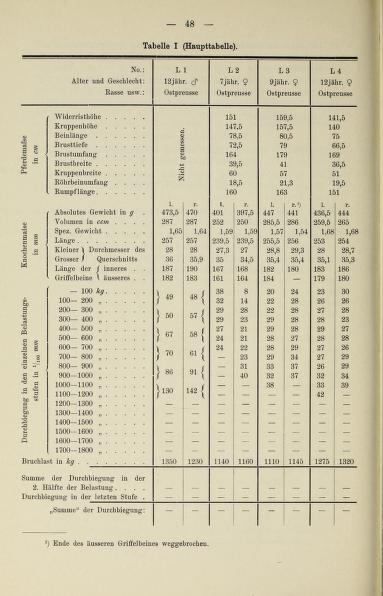 — 48 —
Tabelle I (Haupttabelle).
No.: L 1 L 2 L 3 L 4
Alter und Geschlecht: 12jähr. ♂ 7jähr. ♀ 9jähr. ♀ 12jähr. ♀
Rasse usw.: Ostpreusse Ostpreusse Ostpreusse Ostpreusse
Pferdemaße in cm
Nicht gemessen.
Widerristhöhe 151 159,5 141,5
Kruppenhöhe 147,5 157,5 140
Beinlänge 78,5 80,5 75
Brusttiefe 72,5 79 66,5
Brustumfang 164 179 169
Brustbreite 39,5 41 36,5
Kruppenbreite 60 57 51
Röhrbeinumfang 18,5 21,3 19,5
Rumpflänge 160 163 151
l. r. l. r. l. r.¹) l. r.
Knochenmasse in mm
Absolutes Gewicht in g 473,5 470 401 397,5 447 441 436,5 444
Volumen in ccm 287 287 252 250 285,5 286 259,5 265
Spez. Gewicht 1,65 1,64 1,59 1,59 1,57 1,54 1,68 1,68
Länge 257 257 239,5 239,5 255,5 256 253 254
Kleiner } Durchmesser des 28 28 27,3 27 28,8 29,3 28 28,7
Grosser } Querschnitts 36 35,9 35 34,5 35,4 35,4 35,1 35,3
Länge der { inneren 187 190 167 168 182 180 183 186
Griffelbeine { äusseren 182 183 161 164 184 — 179 180
Durchbiegung in den einzelnen Belastungsstufen in ¹/₁₀₀ mm
— 100 kg 49 48 38 8 20 24 23 30
100— 200 „ 32 14 22 28 26 26
200— 300 „ 50 57 29 28 22 28 27 28
300— 400 „ 29 23 29 28 28 23
400— 500 „ 67 58 27 21 29 28 29 27
500— 600 „ 24 21 28 27 28 28
600— 700 „ 70 61 24 22 28 29 27 26
700— 800 „ — 23 29 34 27 29
800— 900 „ 86 91 — 31 33 37 26 29
900—1000 „ — 40 32 37 32 34
1000—1100 „ 130 142 — — 38 — 33 39
1100—1200 „ — — — — 42 —
1200—1300 „ — — — — — — — —
1300—1400 „ — — — — — — — —
1400—1500 „ — — — — — — — —
1500—1600 „ — — — — — — — —
1600—1700 „ — — — — — — — —
1700—1800 „ — — — — — — — —
Bruchlast in kg 1350 1230 1140 1160 1110 1145 1275 1320
Summe der Durchbiegung in der
2. Hälfte der Belastung — — — — — — — —
Durchbiegung in der letzten Stufe — — — — — — — —
„Summe" der Durchbiegung: — — — — — — — —
¹) Ende des äusseren Griffelbeines weggebrochen.